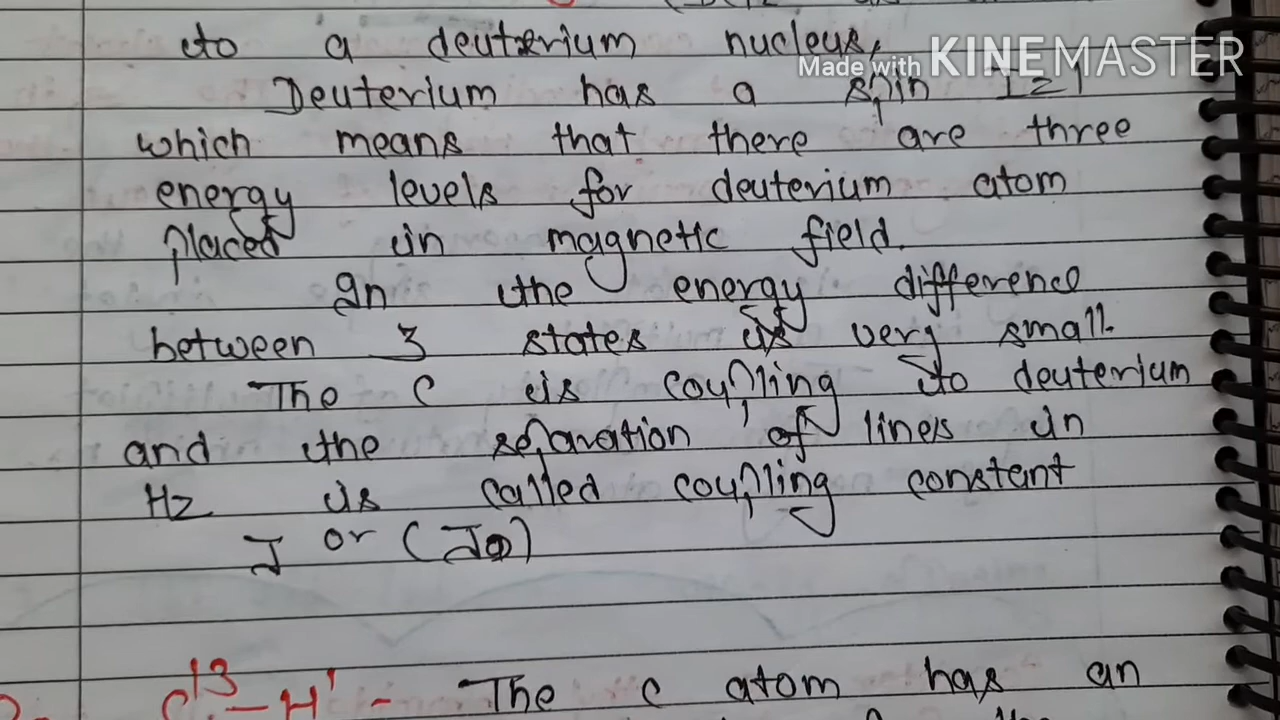 to a deuterium nucleus,
Made with KINEMASTER
Deuterium has a spin I=1
which means that there are three
energy levels for deuterium atom
placed in magnetic field.
In the energy difference
between 3 states is very small.
The C is coupling to deuterium
and the separation of lines in
Hz is called coupling constant
J or (JD)
C13-H1 - The C atom has an